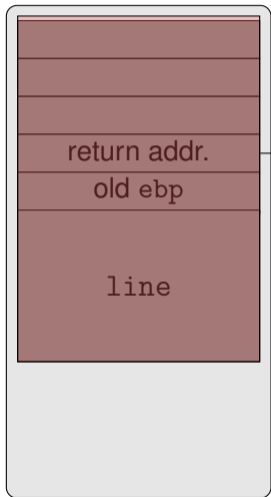 return addr.
old ebp
line